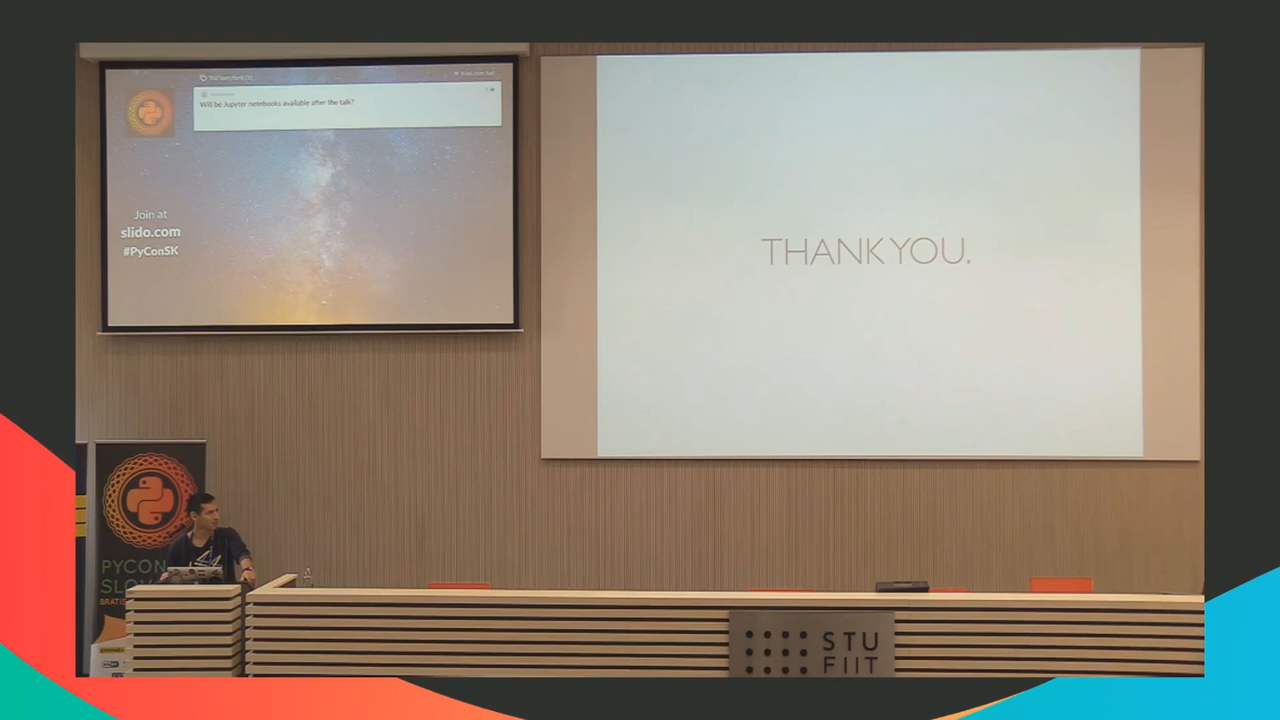 Will be Jupyter notebooks available after the talk?
Join at
slido.com
#PyConSK
THANK YOU.
PYCON
SLOV
BRATIS
STU
FIIT